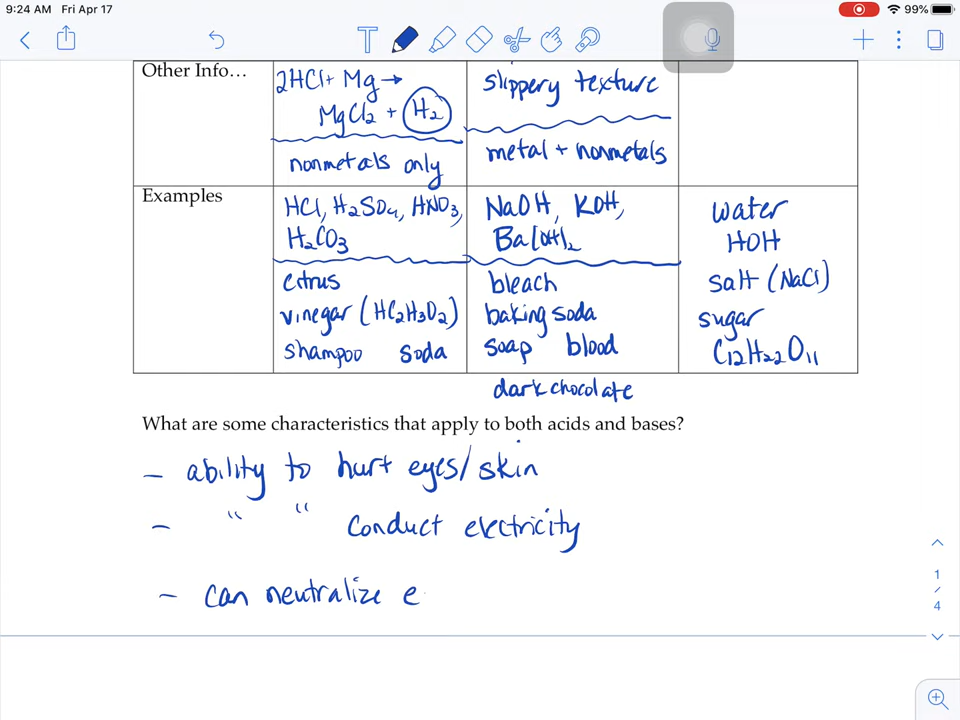 9:24 AM Fri Apr 17
99%
T
Other Info…
2HCl + Mg →
MgCl2 + H2
nonmetals only
slippery texture
metal + nonmetals
Examples
HCl, H2SO4, HNO3,
H2CO3
citrus
vinegar (HC2H3O2)
shampoo soda
NaOH, KOH,
Ba(OH)2
bleach
baking soda
soap blood
dark chocolate
water
HOH
salt (NaCl)
sugar
C12H22O11
What are some characteristics that apply to both acids and bases?
- ability to hurt eyes/skin
- " " conduct electricity
- can neutralize e
1
/
4